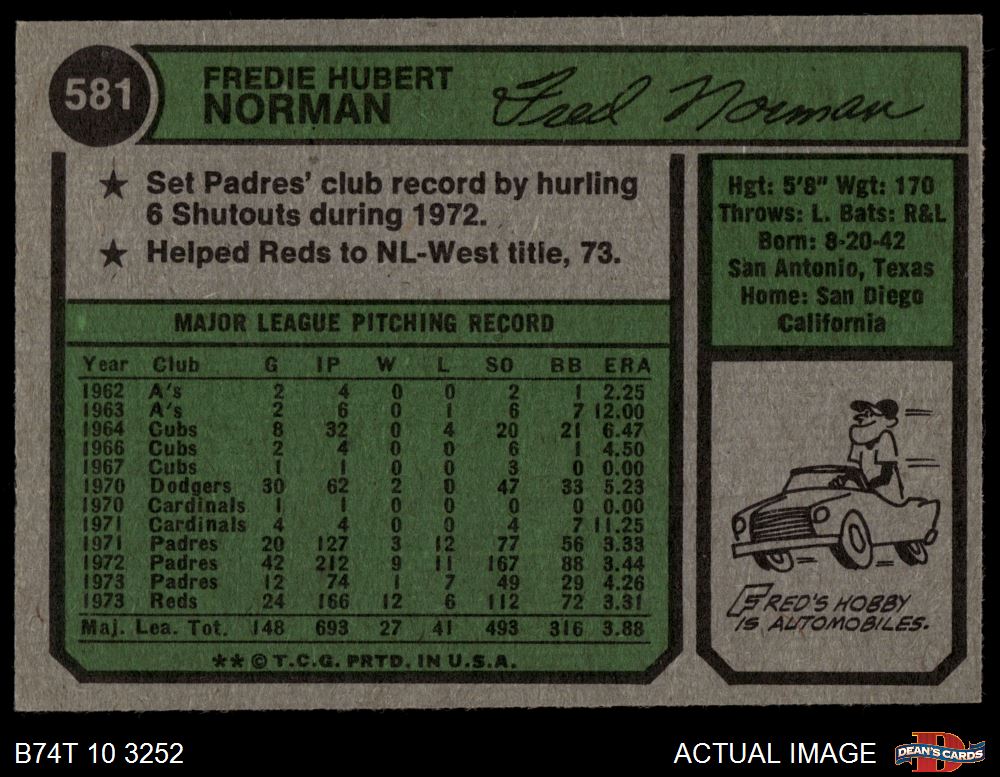 581
FREDIE HUBERT
NORMAN
Fred Norman
★ Set Padres' club record by hurling
6 Shutouts during 1972.
★ Helped Reds to NL-West title, 73.
Hgt: 5'8" Wgt: 170
Throws: L. Bats: R&L
Born: 8-20-42
San Antonio, Texas
Home: San Diego
California
MAJOR LEAGUE PITCHING RECORD
Year Club G IP W L SO BB ERA
1962 A's 2 4 0 0 2 1 2.25
1963 A's 2 6 0 1 6 7 12.00
1964 Cubs 8 32 0 4 20 21 6.47
1966 Cubs 2 4 0 0 6 1 4.50
1967 Cubs 1 1 0 0 3 0 0.00
1970 Dodgers 30 62 2 0 47 33 5.23
1970 Cardinals 1 1 0 0 0 0 0.00
1971 Cardinals 4 4 0 0 4 7 11.25
1971 Padres 20 127 3 12 77 56 3.33
1972 Padres 42 212 9 11 167 88 3.44
1973 Padres 12 74 1 7 49 29 4.26
1973 Reds 24 166 12 6 112 72 3.31
Maj. Lea. Tot. 148 693 27 41 493 316 3.88
** © T.C.G. PRTD. IN U.S.A.
FRED'S HOBBY
IS AUTOMOBILES.
B74T 10 3252
ACTUAL IMAGE
D
DEAN'S CARDS